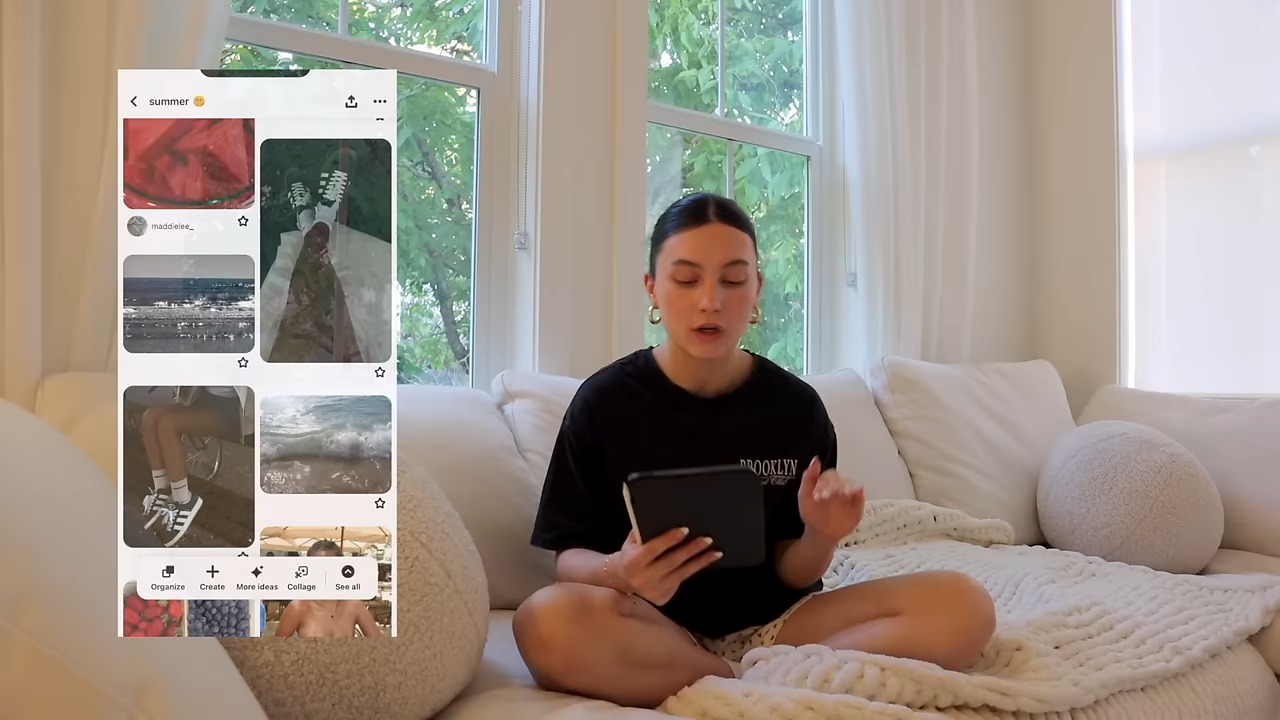 summer
maddielee_
Organize
Create
More ideas
Collage
See all
BROOKLYN